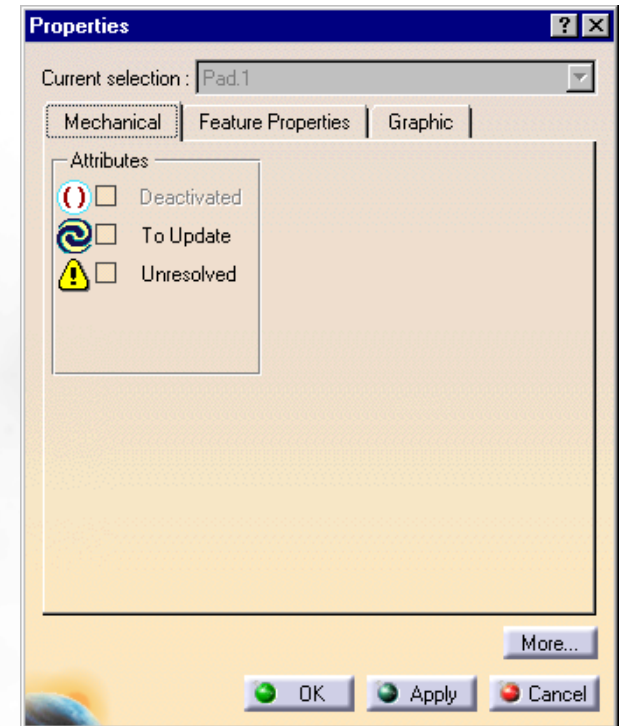 Properties
Current selection : Pad.1
Mechanical Feature Properties Graphic
Attributes
Deactivated
To Update
Unresolved
More...
OK Apply Cancel